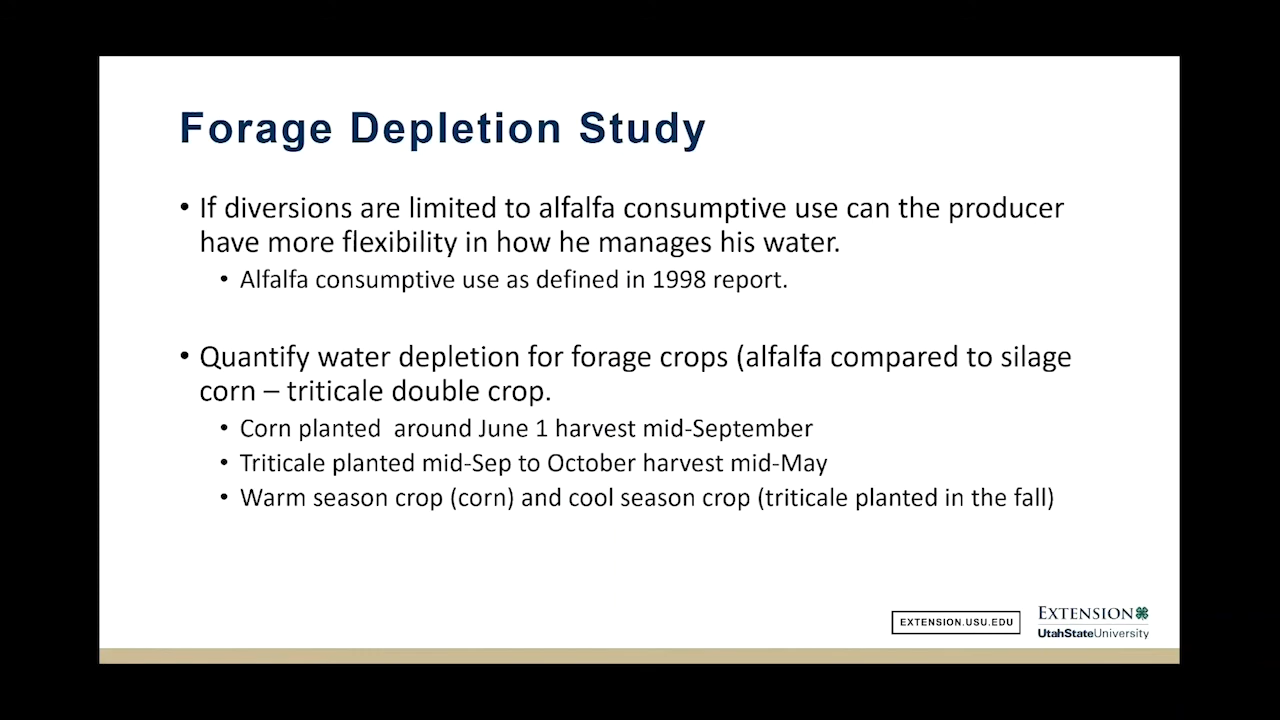 Forage Depletion Study
• If diversions are limited to alfalfa consumptive use can the producer
have more flexibility in how he manages his water.
• Alfalfa consumptive use as defined in 1998 report.
• Quantify water depletion for forage crops (alfalfa compared to silage
corn – triticale double crop.
• Corn planted  around June 1 harvest mid-September
• Triticale planted mid-Sep to October harvest mid-May
• Warm season crop (corn) and cool season crop (triticale planted in the fall)
EXTENSION.USU.EDU
EXTENSION
UtahStateUniversity